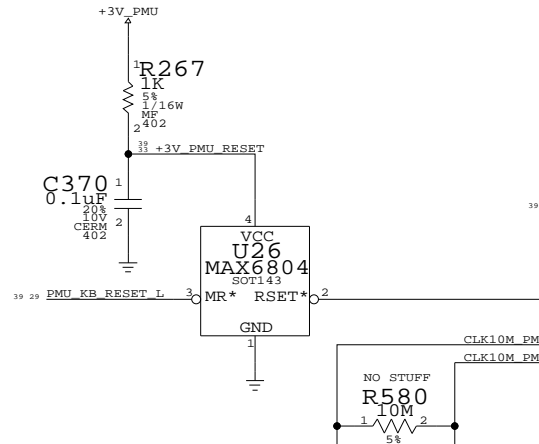 +3V_PMU
1
R267
1K
5%
1/16W
MF
402
2
39
33
+3V_PMU_RESET
C370
1
0.1uF
20%
10V
2
CERM
402
39
4
VCC
U26
MAX6804
SOT143
39 29
PMU_KB_RESET_L
3
MR*
RSET*
2
GND
1
CLK10M_PM
CLK10M_PM
NO STUFF
R580
10M
1
2
5%